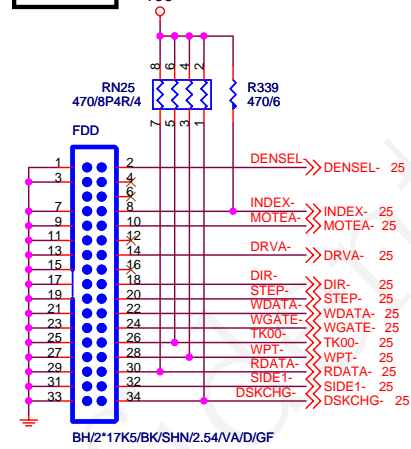 8 6 4 2
RN25
470/8P4R/4
R339
470/6
7 5 3 1
FDD
1 2 DENSEL- DENSEL- 25
3 4
6
7 8 INDEX- INDEX- 25
9 10 MOTEA- MOTEA- 25
11 12
13 14 DRVA- DRVA- 25
15 16
17 18 DIR- DIR- 25
19 20 STEP- STEP- 25
21 22 WDATA- WDATA- 25
23 24 WGATE- WGATE- 25
25 26 TK00- TK00- 25
27 28 WPT- WPT- 25
29 30 RDATA- RDATA- 25
31 32 SIDE1- SIDE1- 25
33 34 DSKCHG- DSKCHG- 25
BH/2*17K5/BK/SHN/2.54/VA/D/GF